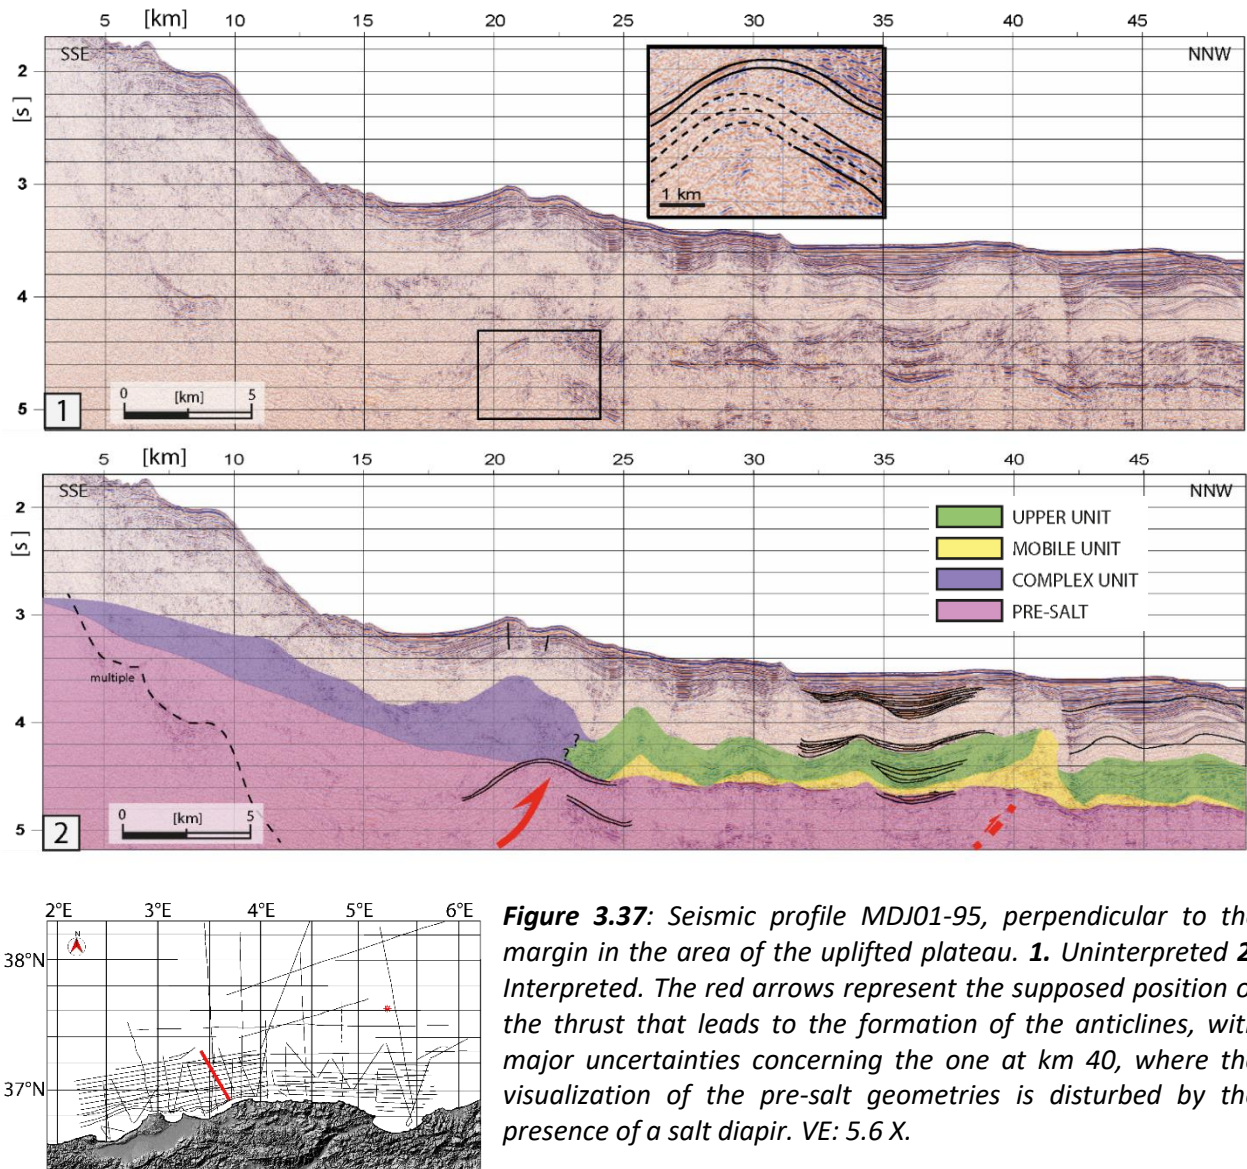 5 [km] 10 15 20 25 30 35 40 45
SSE NNW
2
[s]
3
1 km
4
0 [km] 5
1
5
5 [km] 10 15 20 25 30 35 40 45
SSE NNW
2
UPPER UNIT
[s]
MOBILE UNIT
COMPLEX UNIT
3
PRE-SALT
multiple
4
?
?
0 [km] 5
2
5
2°E 3°E 4°E 5°E 6°E
N
38°N
37°N
Figure 3.37: Seismic profile MDJ01-95, perpendicular to the
margin in the area of the uplifted plateau. 1. Uninterpreted 2
Interpreted. The red arrows represent the supposed position o
the thrust that leads to the formation of the anticlines, with
major uncertainties concerning the one at km 40, where the
visualization of the pre-salt geometries is disturbed by the
presence of a salt diapir. VE: 5.6 X.